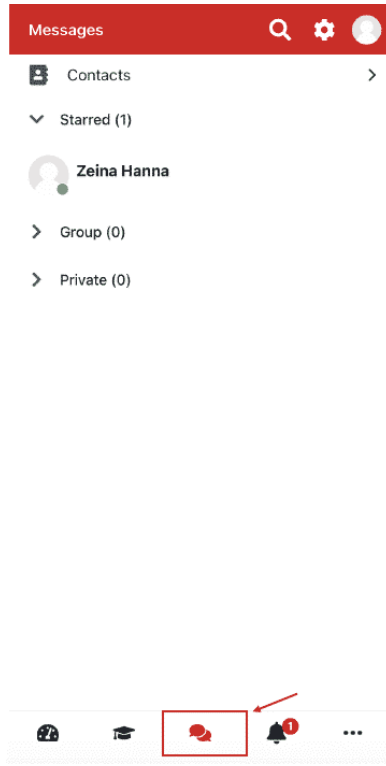 Messages
Contacts
Starred (1)
Zeina Hanna
Group (0)
Private (0)
1